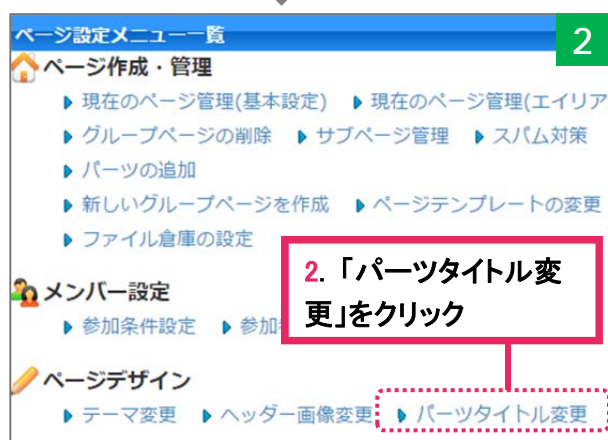 ページ設定メニュー一覧
2
ページ作成・管理
現在のページ管理(基本設定) 現在のページ管理(エイリア
グループページの削除 サブページ管理 スパム対策
パーツの追加
新しいグループページを作成 ページテンプレートの変更
ファイル倉庫の設定
2. 「パーツタイトル変
更」をクリック
メンバー設定
参加条件設定 参加
ページデザイン
テーマ変更 ヘッダー画像変更 パーツタイトル変更